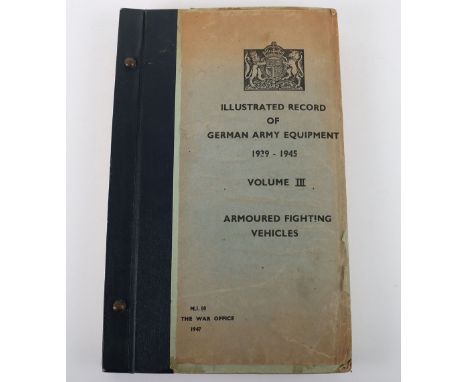 ILLUSTRATED RECORD
OF
GERMAN ARMY EQUIPMENT
1939 - 1945
VOLUME III
ARMOURED FIGHTING
VEHICLES
M.I. 10
THE WAR OFFICE
1947